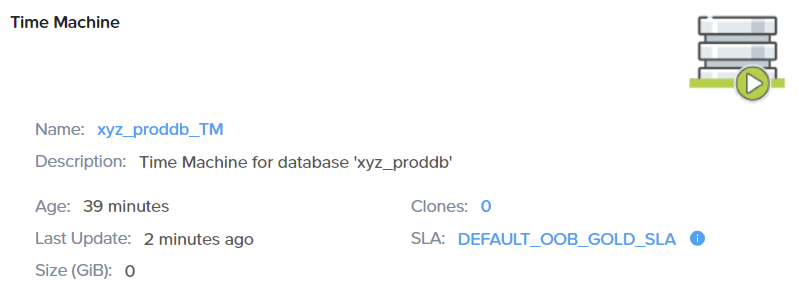 Time Machine
Name: xyz_proddb_TM
Description: Time Machine for database 'xyz_proddb'
Age: 39 minutes Clones: 0
Last Update: 2 minutes ago SLA: DEFAULT_OOB_GOLD_SLA i
Size (GiB): 0